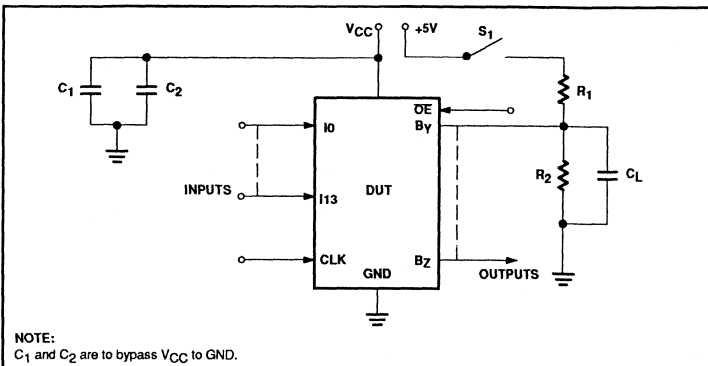 VCC +5V S1
C1 C2
R1
OE
I0 BY
INPUTS R2 CL
I13 DUT
CLK BZ
GND OUTPUTS
NOTE:
C1 and C2 are to bypass VCC to GND.